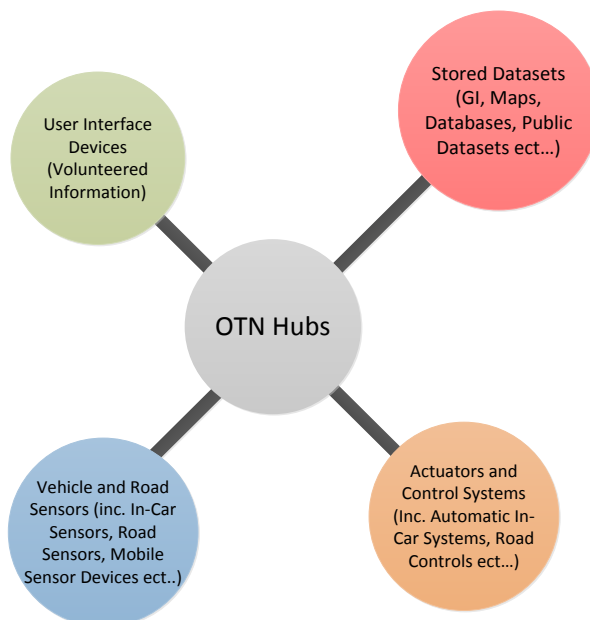 Stored Datasets
(GI, Maps,
Databases, Public
Datasets ect…)
User Interface
Devices
(Volunteered
Information)
OTN Hubs
Vehicle and Road
Sensors (inc. In-Car
Sensors, Road
Sensors, Mobile
Sensor Devices ect..)
Actuators and
Control Systems
(Inc. Automatic In-
Car Systems, Road
Controls ect…)